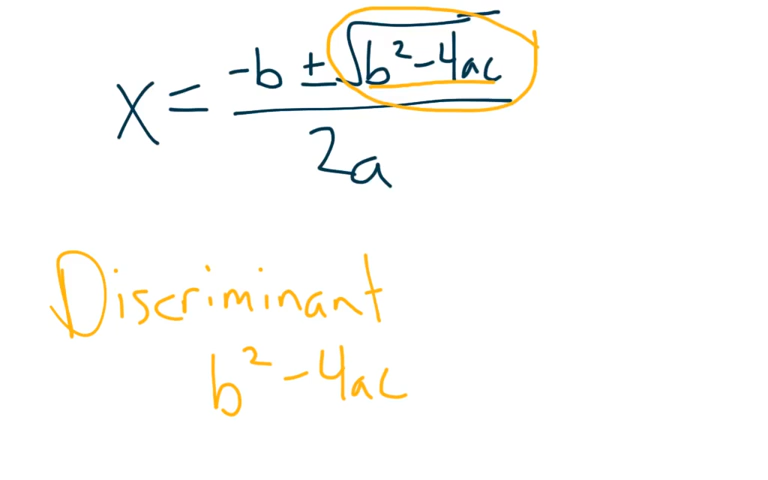 x = -b ± √b² - 4ac / 2a
Discriminant
b² - 4ac